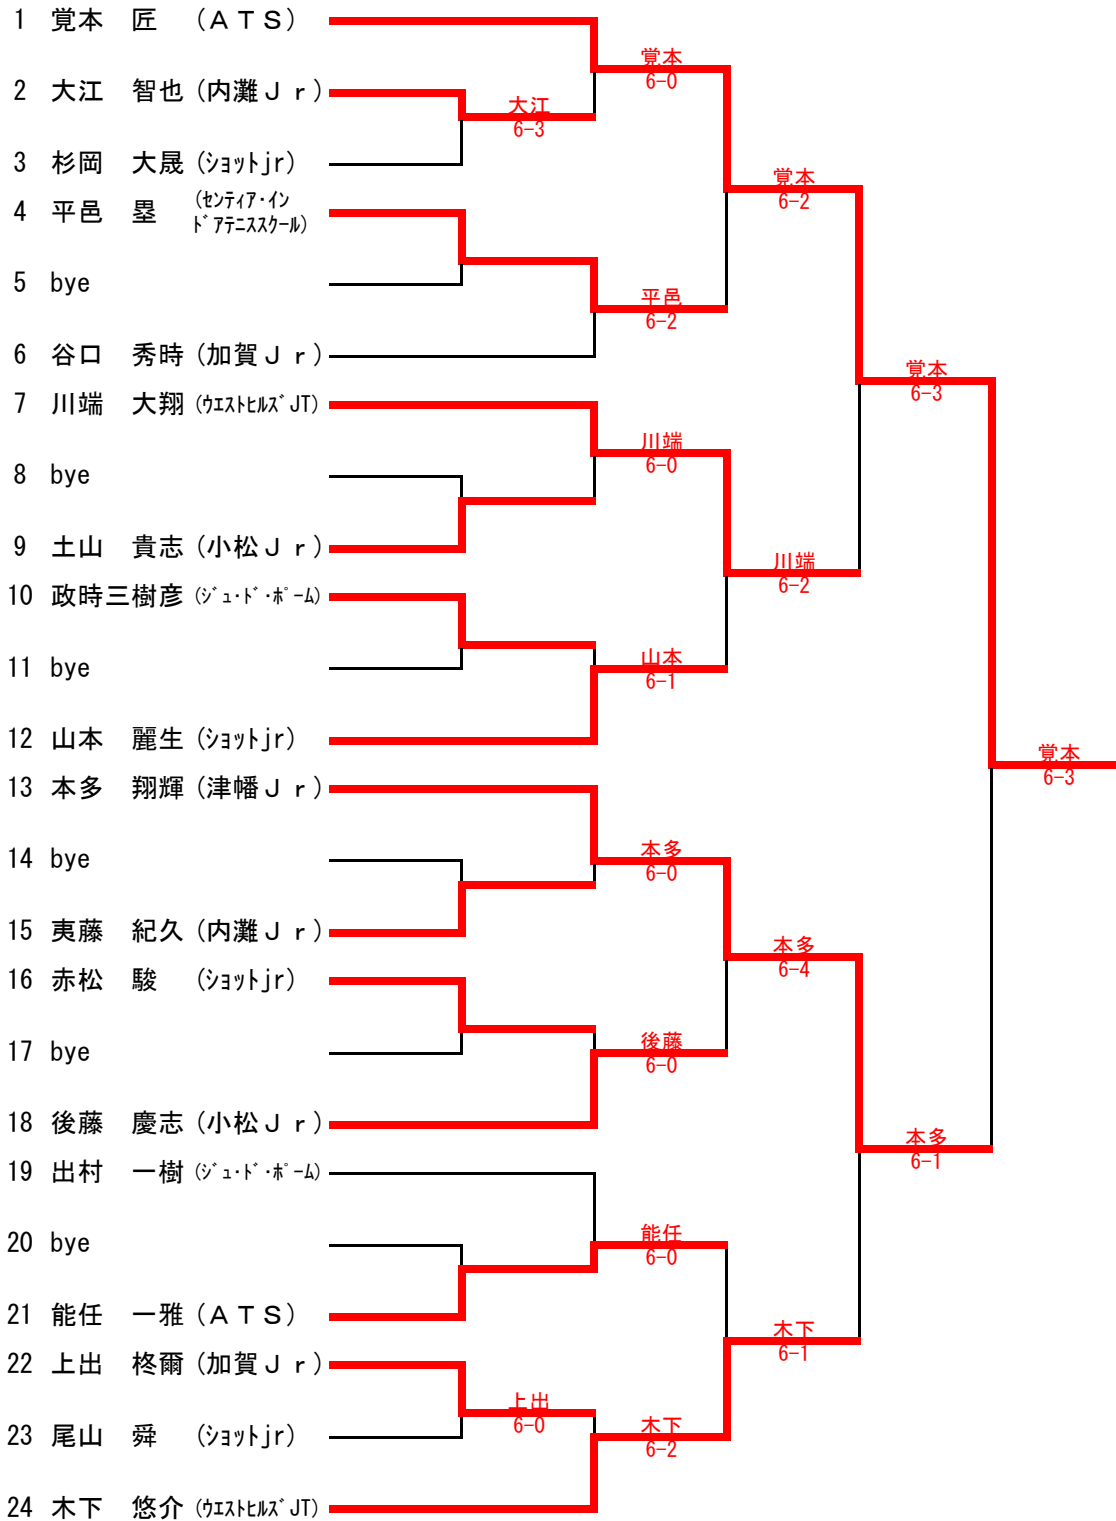 1 覚本 匠 (ＡＴＳ)
覚本
6-0
2 大江 智也 (内灘Ｊｒ)
大江
6-3
3 杉岡 大晟 (ｼｮｯﾄjr)
覚本
6-2
4 平邑 塁 (ｾﾝﾃｨｱ･ｲﾝ
ﾄﾞｱﾃﾆｽｽｸｰﾙ)
5 bye
平邑
6-2
6 谷口 秀時 (加賀Ｊｒ)
覚本
6-3
7 川端 大翔 (ｳｴｽﾄﾋﾙｽﾞJT)
川端
6-0
8 bye
9 土山 貴志 (小松Ｊｒ)
川端
6-2
10 政時三樹彦 (ｼﾞｭ･ﾄﾞ･ﾎﾟｰﾑ)
11 bye
山本
6-1
12 山本 麗生 (ｼｮｯﾄjr)
覚本
6-3
13 本多 翔輝 (津幡Ｊｒ)
14 bye
本多
6-0
15 夷藤 紀久 (内灘Ｊｒ)
本多
6-4
16 赤松 駿 (ｼｮｯﾄjr)
17 bye
後藤
6-0
18 後藤 慶志 (小松Ｊｒ)
本多
6-1
19 出村 一樹 (ｼﾞｭ･ﾄﾞ･ﾎﾟｰﾑ)
20 bye
能任
6-0
21 能任 一雅 (ＡＴＳ)
木下
6-1
22 上出 柊爾 (加賀Ｊｒ)
上出
6-0
23 尾山 舜 (ｼｮｯﾄjr)
木下
6-2
24 木下 悠介 (ｳｴｽﾄﾋﾙｽﾞJT)